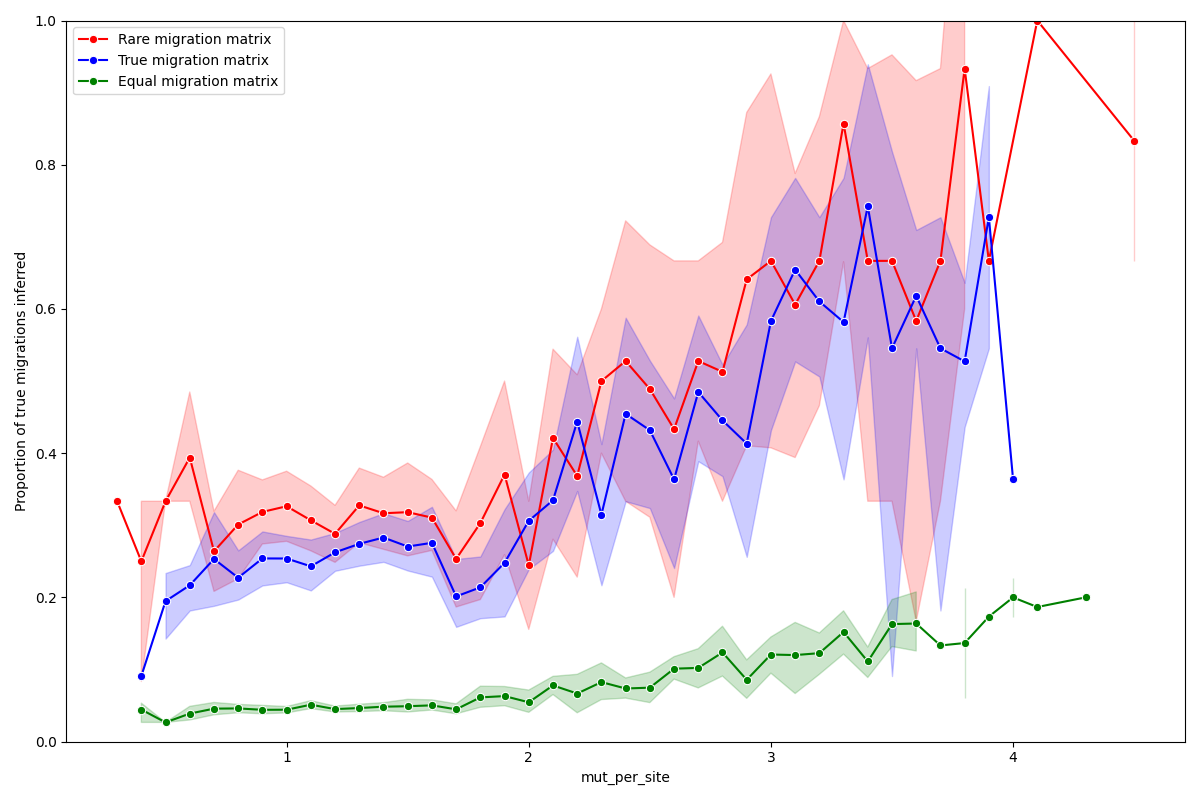 Rare migration matrix
True migration matrix
Equal migration matrix
Proportion of true migrations inferred
1.0
0.8
0.6
0.4
0.2
0.0
1 2 3 4
mut_per_site